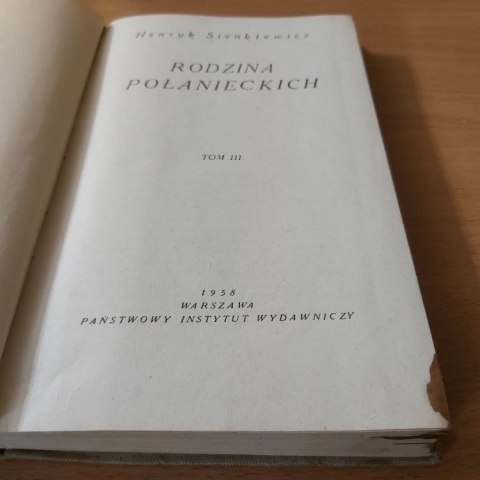 Henryk Sienkiewicz
RODZINA
POŁANIECKICH
TOM III
1958
WARSZAWA
PAŃSTWOWY INSTYTUT WYDAWNICZY